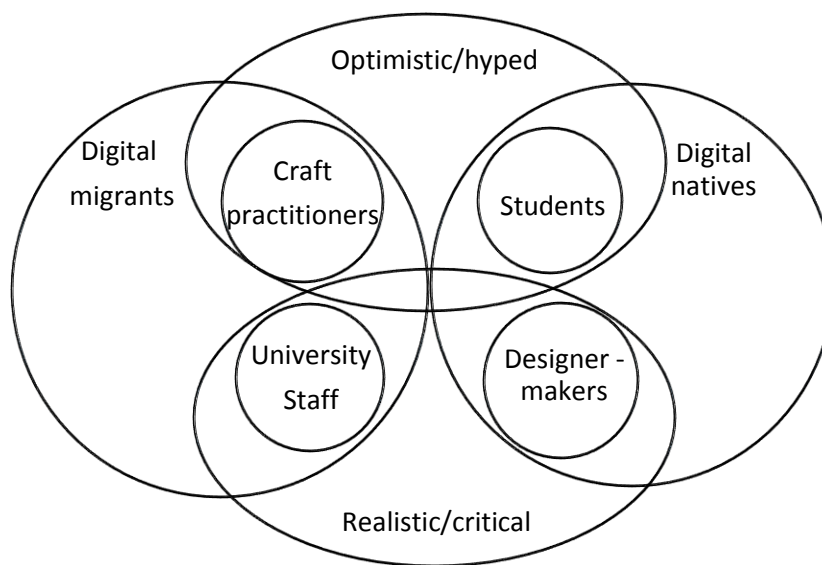 Optimistic/hyped
Digital
migrants
Craft
practitioners
Students
Digital
natives
University
Staff
Designer -
makers
Realistic/critical